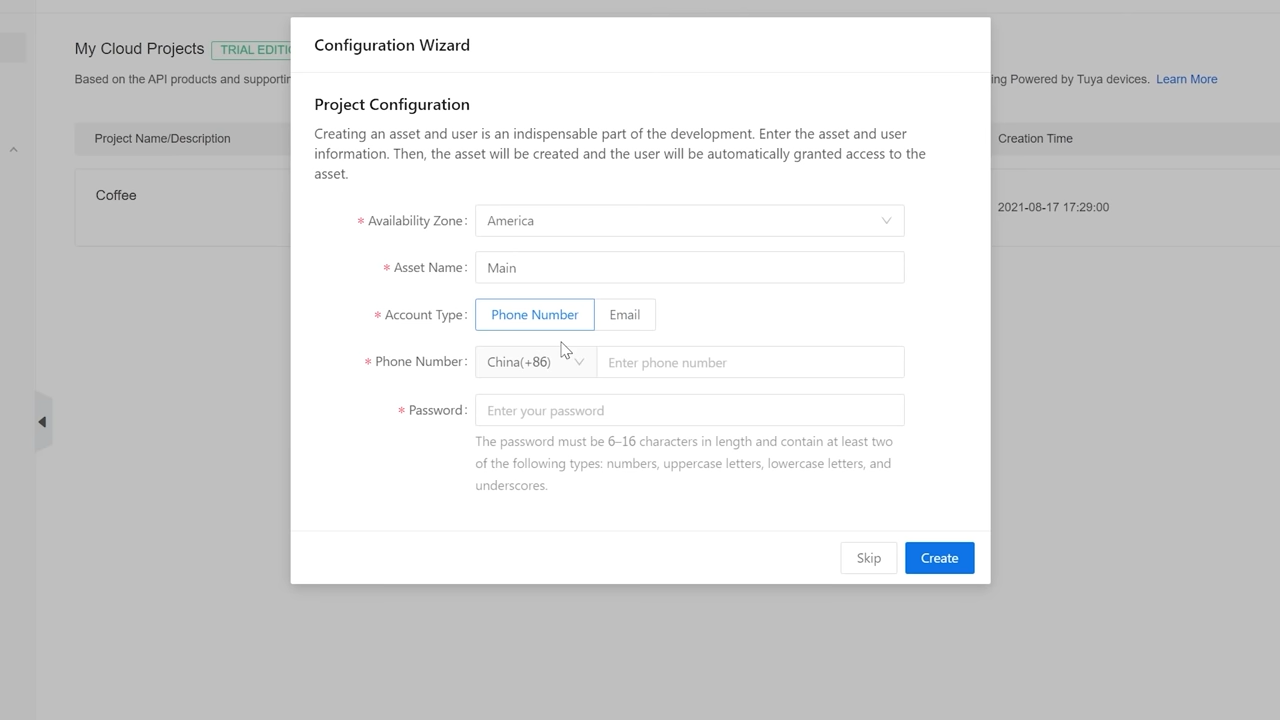 Configuration Wizard
My Cloud Projects TRIAL
Based on the API products and ing Powered by Tuya devices. Learn More
Project Configuration
Creating an asset and user is an indispensable part of the development. Enter the asset and user
information. Then, the asset will be created and the user will be automatically granted access to the
asset.
Project Name/Description Creation Time
Coffee 2021-08-17 17:29:00
* Availability Zone: America
* Asset Name: Main
* Account Type: Phone Number Email
* Phone Number: China(+86) Enter phone number
* Password: Enter your password
The password must be 6–16 characters in length and contain at least two
of the following types: numbers, uppercase letters, lowercase letters, and
underscores.
Skip Create